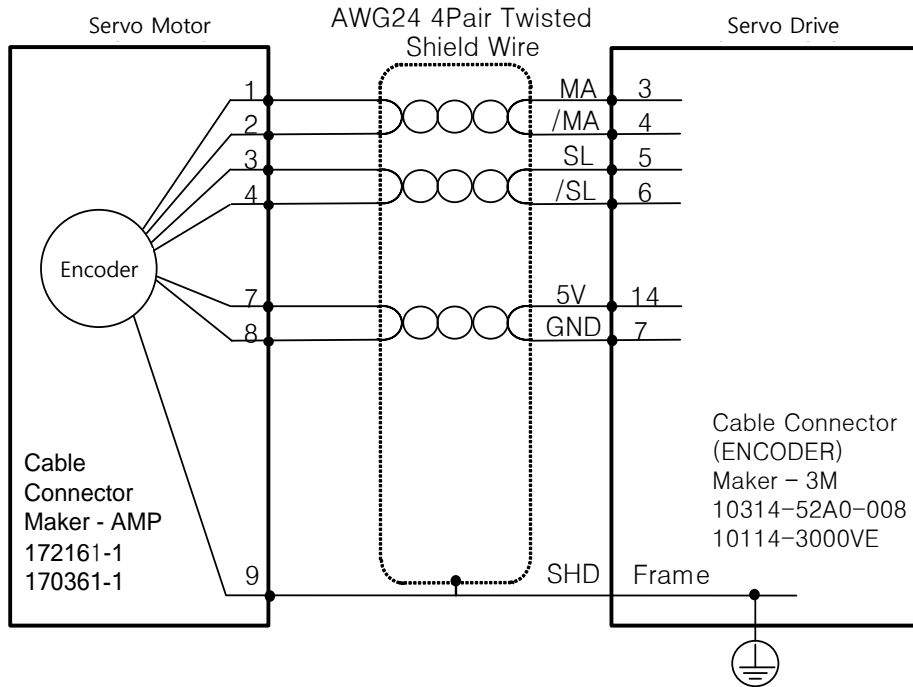 Servo Motor
AWG24 4Pair Twisted
Shield Wire
Servo Drive
1
MA
3
2
/MA
4
3
SL
5
4
/SL
6
Encoder
7
5V
14
8
GND
7
Cable
Connector
Maker - AMP
172161-1
170361-1
Cable Connector
(ENCODER)
Maker - 3M
10314-52A0-008
10114-3000VE
9
SHD
Frame